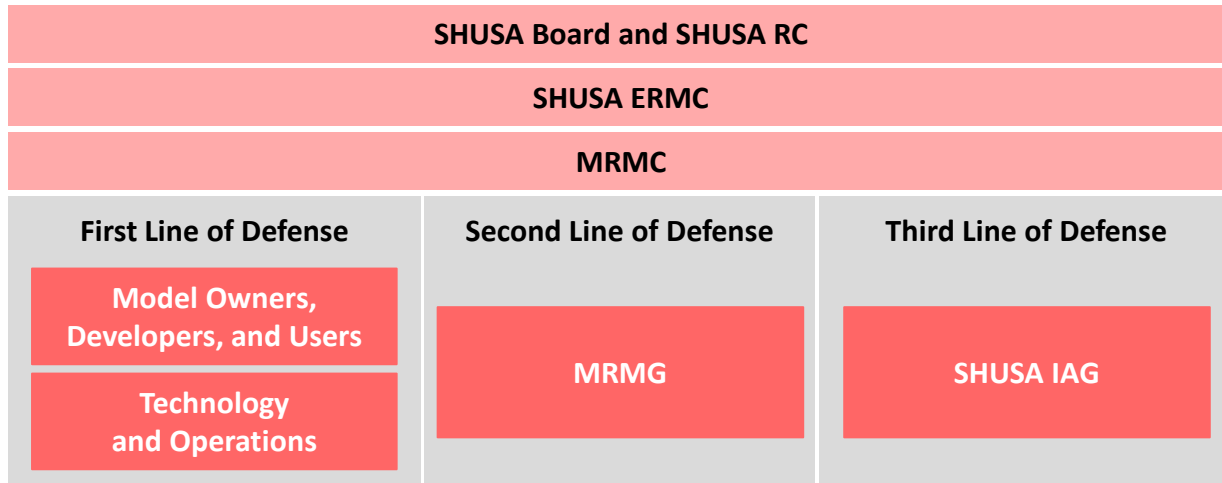 SHUSA Board and SHUSA RC
SHUSA ERMC
MRMC
First Line of Defense
Model Owners,
Developers, and Users
Technology
and Operations
Second Line of Defense
MRMG
Third Line of Defense
SHUSA IAG